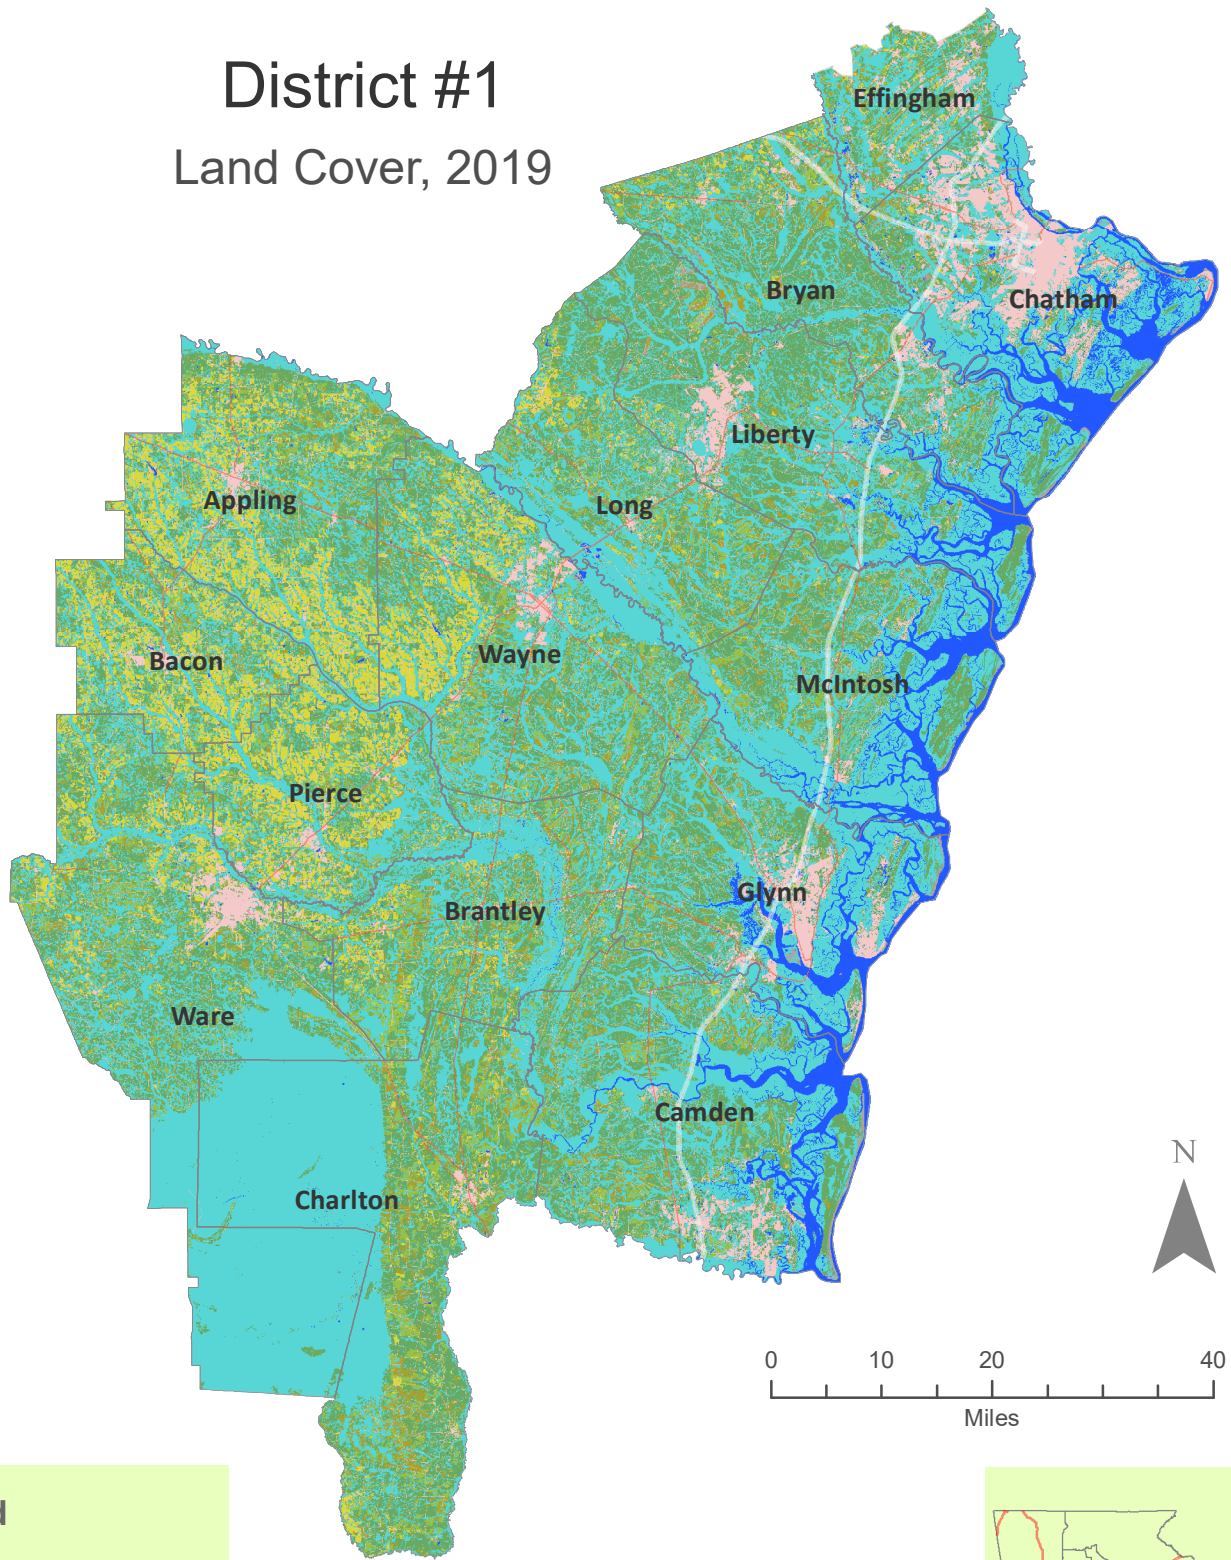 District #1
Land Cover, 2019
Effingham
Bryan
Chatham
Liberty
Appling
Long
Bacon
Wayne
McIntosh
Pierce
Glynn
Brantley
Ware
Camden
Charlton
N
0 10 20 40
Miles